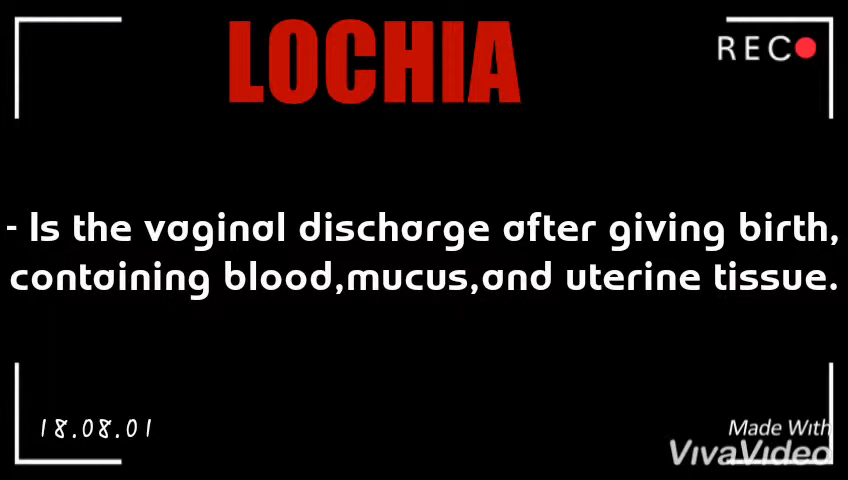 LOCHIA
REC
- Is the vaginal discharge after giving birth,
containing blood,mucus,and uterine tissue.
18.08.01
Made With
VivaVideo